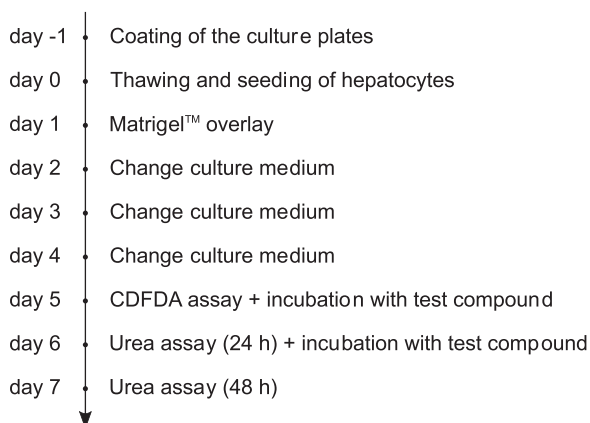 day -1 Coating of the culture plates
day 0 Thawing and seeding of hepatocytes
day 1 Matrigel™ overlay
day 2 Change culture medium
day 3 Change culture medium
day 4 Change culture medium
day 5 CDFDA assay + incubation with test compound
day 6 Urea assay (24 h) + incubation with test compound
day 7 Urea assay (48 h)